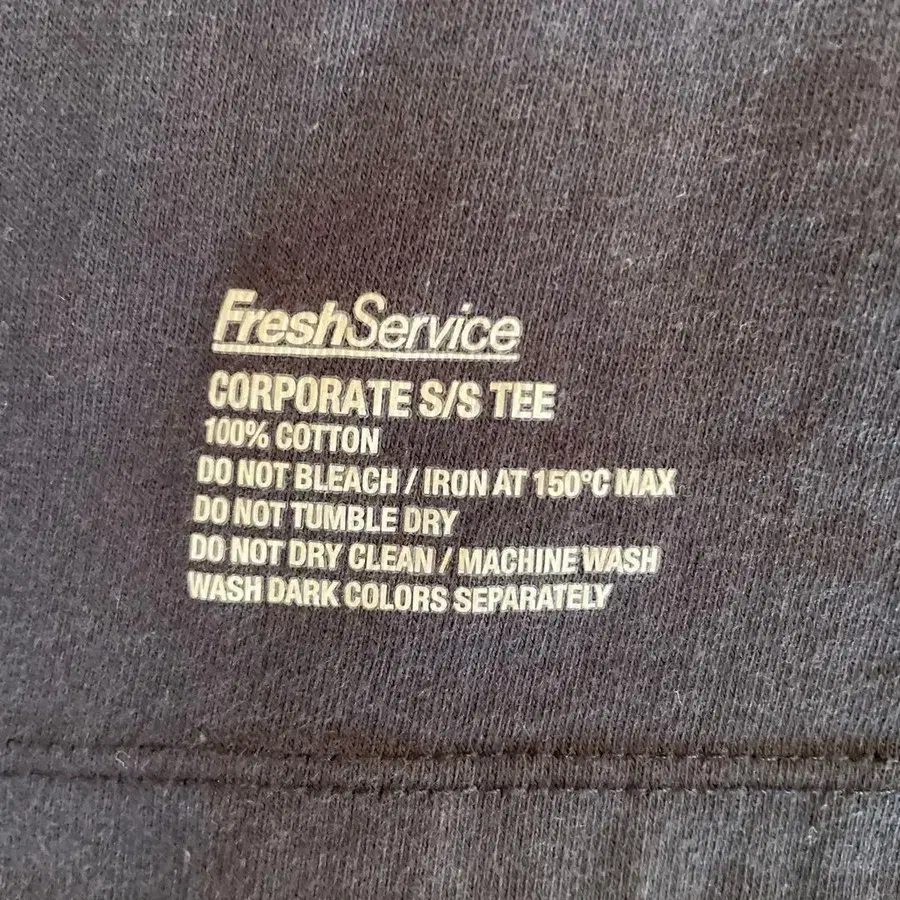 FreshService
CORPORATE S/S TEE
100% COTTON
DO NOT BLEACH / IRON AT 150°C MAX
DO NOT TUMBLE DRY
DO NOT DRY CLEAN / MACHINE WASH
WASH DARK COLORS SEPARATELY